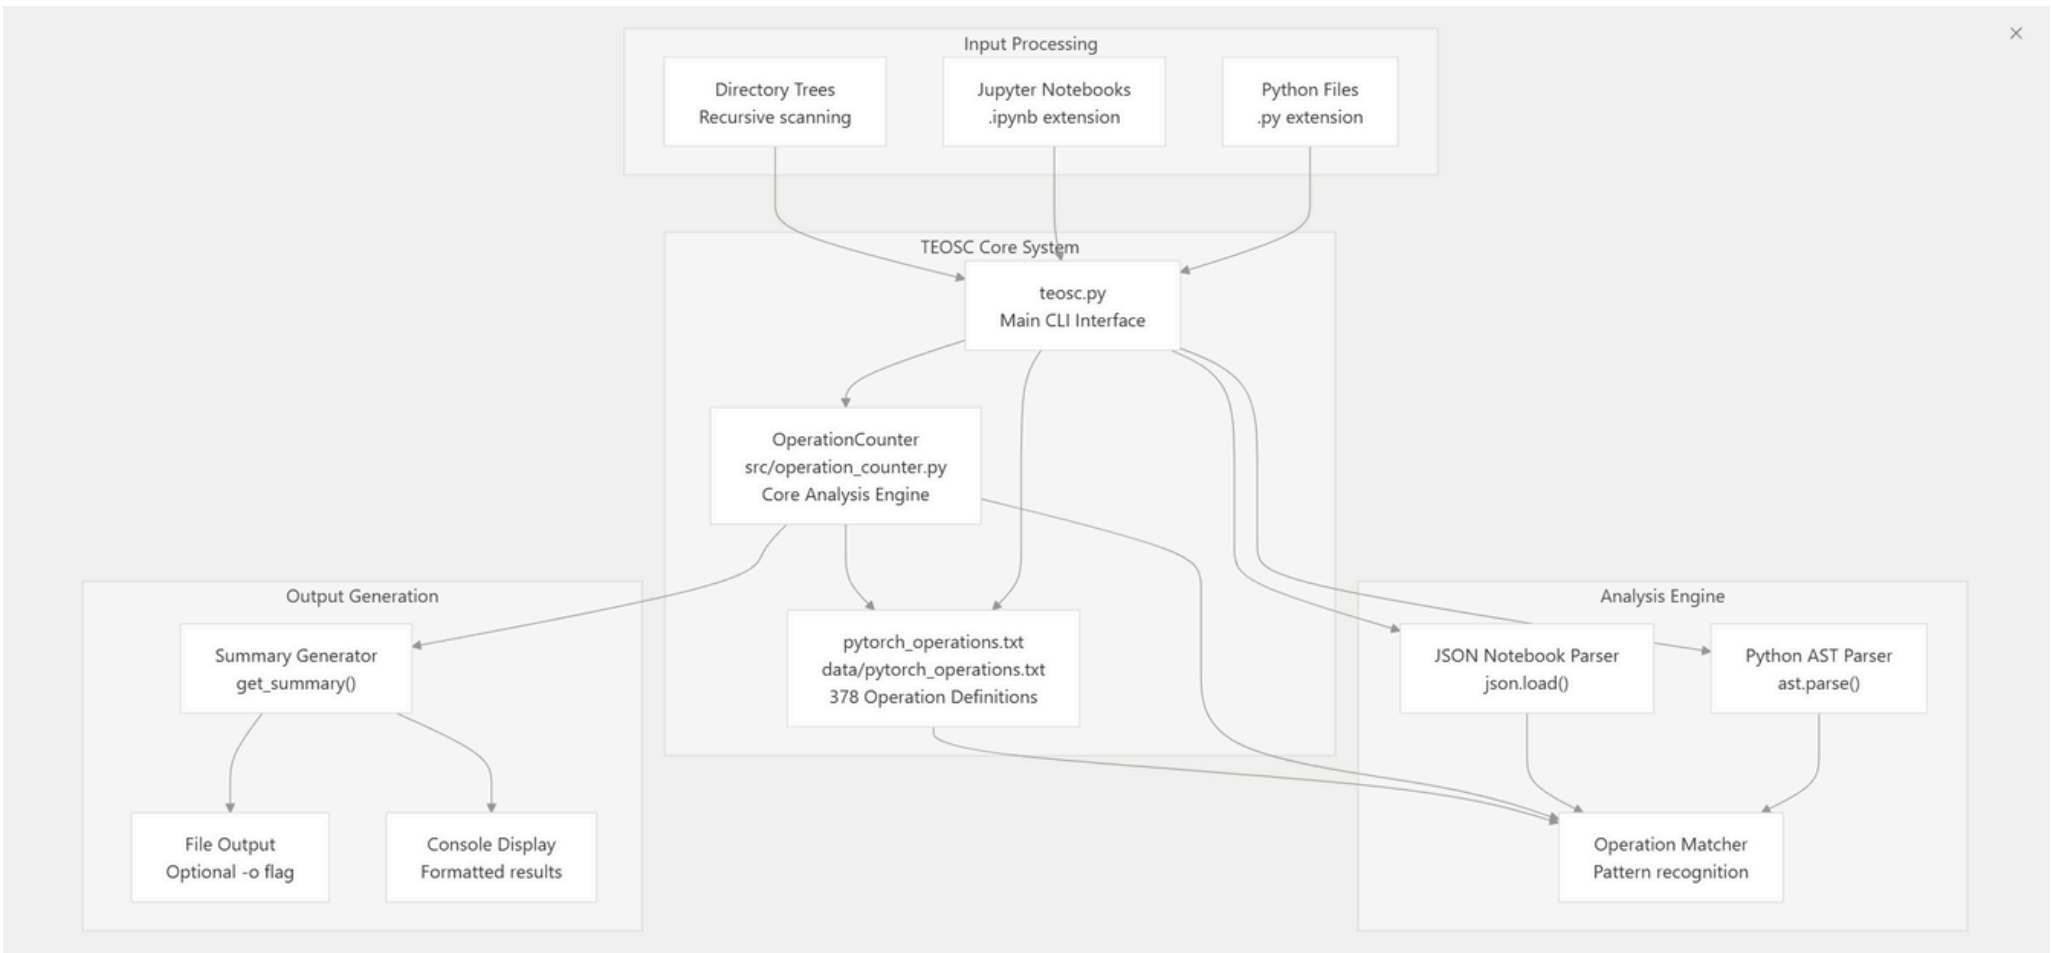 Input Processing
Directory Trees
Recursive scanning
Jupyter Notebooks
.ipynb extension
Python Files
.py extension
TEOSC Core System
teosc.py
Main CLI Interface
OperationCounter
src/operation_counter.py
Core Analysis Engine
pytorch_operations.txt
data/pytorch_operations.txt
378 Operation Definitions
Output Generation
Summary Generator
get_summary()
File Output
Optional -o flag
Console Display
Formatted results
Analysis Engine
JSON Notebook Parser
json.load()
Python AST Parser
ast.parse()
Operation Matcher
Pattern recognition